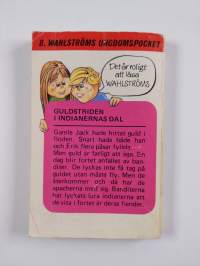 B. WAHLSTRÖMS UNGDOMSPOCKET
Det är roligt
att läsa
WAHLSTRÖMS
GULDSTRIDEN
I INDIANERNAS DAL
Gamle Jack hade hittat guld i
floden. Snart hade både han
och Erik flera påsar fyllda . . .
Men guld är farligt att äga. En
dag blir fortet anfallet av ban-
diter. De lyckas inte få tag på
guldet utan måste fly. Men de
återkommer och då har de
apacherna med sig. Banditerna
har lyckats lura indianerna att
de vita i fortet är deras fiender.